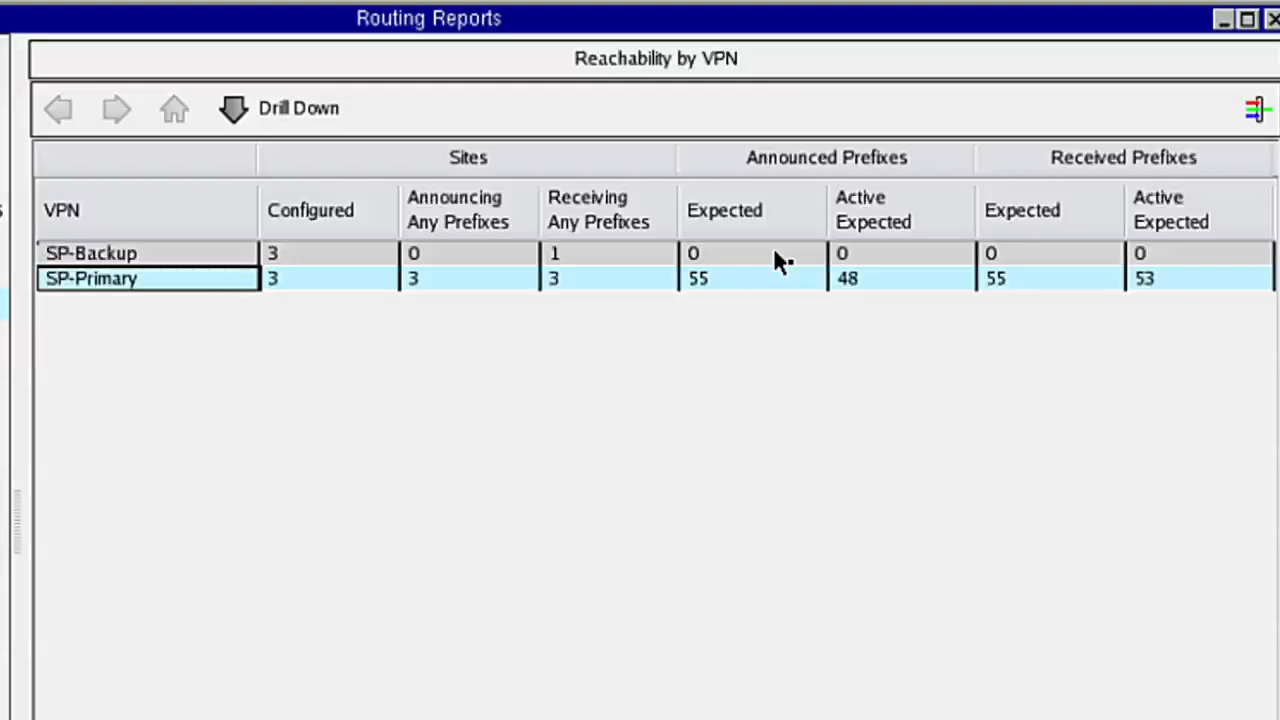 Routing Reports
Reachability by VPN
Drill Down
Sites Announced Prefixes Received Prefixes
VPN Configured Announcing Any Prefixes Receiving Any Prefixes Expected Active Expected Expected Active Expected
SP-Backup 3 0 1 0 0 0 0
SP-Primary 3 3 3 55 48 55 53